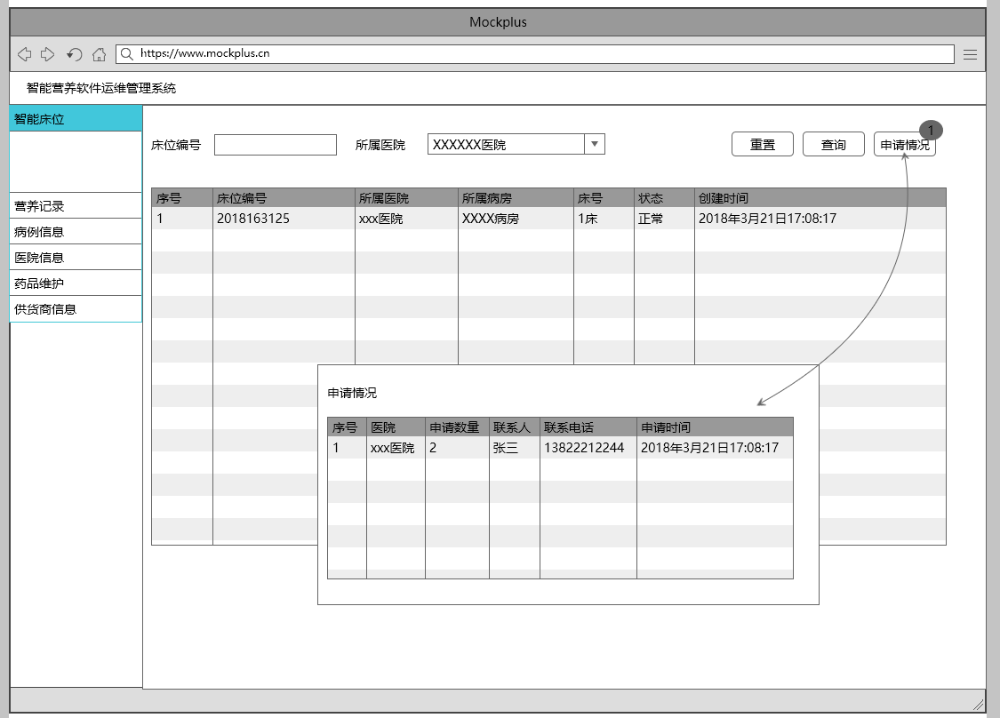 Mockplus
https://www.mockplus.cn
智能营养软件运维管理系统
智能床位
营养记录
病例信息
医院信息
药品维护
供货商信息
床位编号 所属医院 XXXXXX医院 重置 查询 申请情况 1
序号 床位编号 所属医院 所属病房 床号 状态 创建时间
1 2018163125 xxx医院 XXXX病房 1床 正常 2018年3月21日17:08:17
申请情况
序号 医院 申请数量 联系人 联系电话 申请时间
1 xxx医院 2 张三 13822212244 2018年3月21日17:08:17